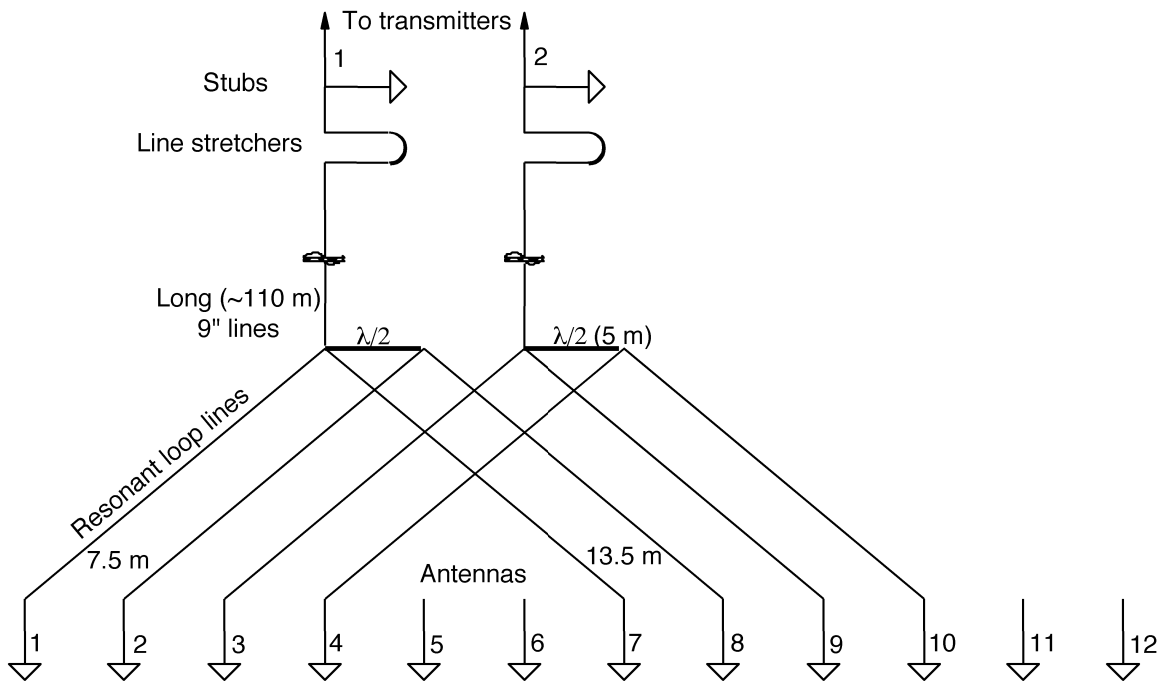 To transmitters
1
2
Stubs
Line stretchers
Long (~110 m)
9" lines
λ/2
λ/2 (5 m)
Resonant loop lines
7.5 m
13.5 m
Antennas
1
2
3
4
5
6
7
8
9
10
11
12